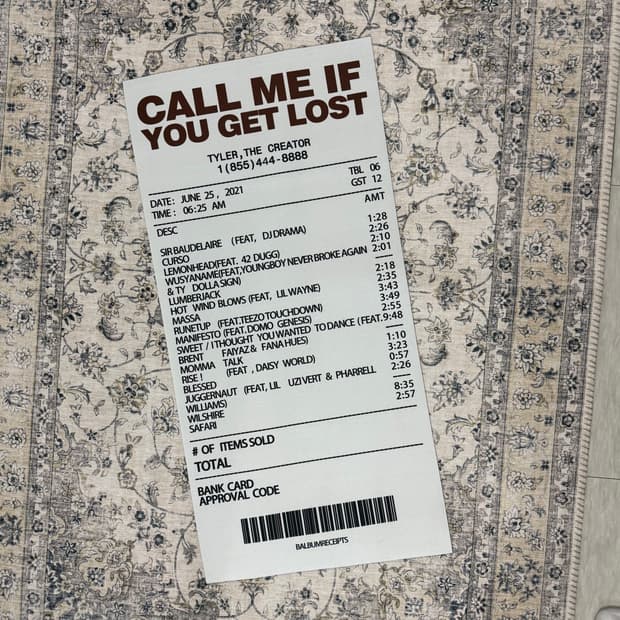 CALL ME IF
YOU GET LOST
TYLER,THE CREATOR
1(855)444-8888
DATE: JUNE 25, 2021 TBL 06
TIME: 06:25 AM GST 12
DESC AMT
SIR BAUDELAIRE (FEAT, DJ DRAMA) 1:28
CURSO 2:26
LEMONHEAD(FEAT. 42 DUGG) 2:10
WUSYANAME(FEAT,YOUNGBOY NEVER BROKE AGAIN 2:01
& TY DOLLA SIGN)
LUMBERJACK 2:18
HOT WIND BLOWS (FEAT, LIL WAYNE) 2:35
MASSA 3:43
RUNETUP (FEAT.TEEZO TOUCHDOWN) 3:49
MANIFESTO (FEAT. DOMO GENESIS) 2:55
SWEET / I THOUGHT YOU WANTED TO DANCE (FEAT. 9:48
BRENT FAIYAZ & FANA HUES)
MOMMA TALK 1:10
RISE ! (FEAT , DAISY WORLD) 3:23
BLESSED 0:57
JUGGERNAUT (FEAT, LIL UZI VERT & PHARRELL 2:26
WILLIAMS)
WILSHIRE 8:35
SAFARI 2:57
# OF ITEMS SOLD
TOTAL
BANK CARD
APPROVAL CODE
BALBUMRECEIPTS